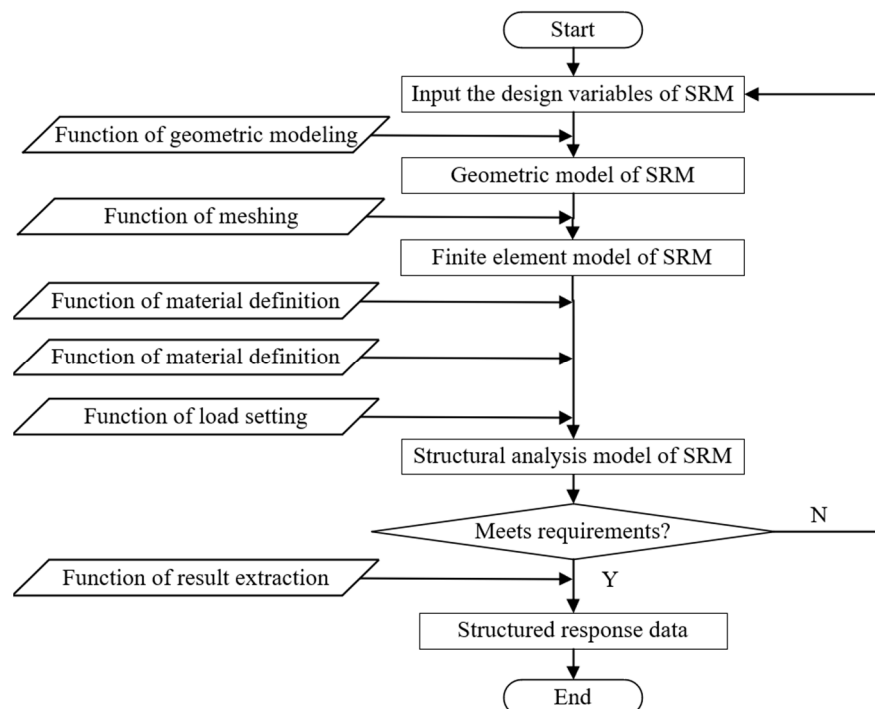 Start
Input the design variables of SRM
Function of geometric modeling
Geometric model of SRM
Function of meshing
Finite element model of SRM
Function of material definition
Function of material definition
Function of load setting
Structural analysis model of SRM
Meets requirements?
N
Function of result extraction
Y
Structured response data
End